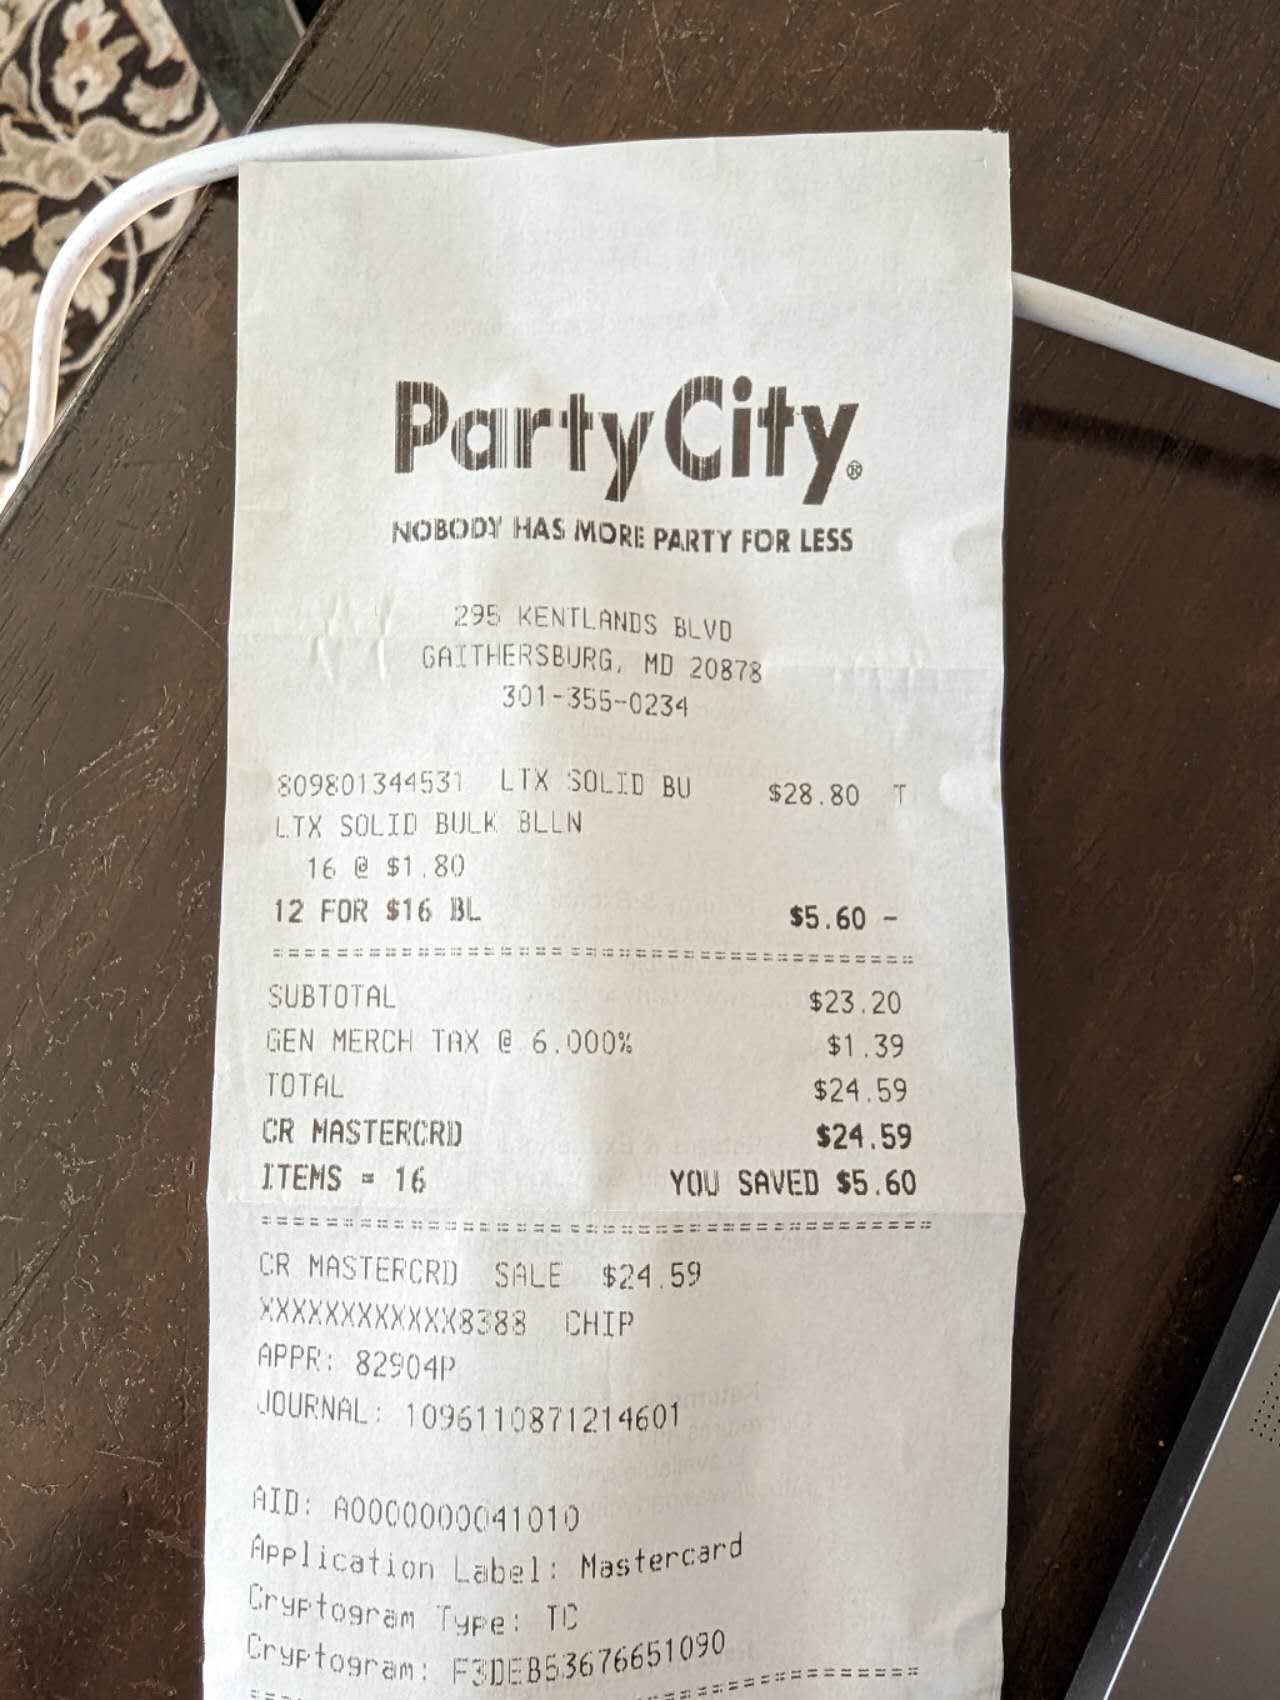 PartyCity®
NOBODY HAS MORE PARTY FOR LESS
295 KENTLANDS BLVD
GAITHERSBURG, MD 20878
301-355-0234
809801344531 LTX SOLID BU $28.80 T
LTX SOLID BULK BLLN
16 @ $1.80
12 FOR $16 BL $5.60 -
========================================
SUBTOTAL $23.20
GEN MERCH TAX @ 6.000% $1.39
TOTAL $24.59
CR MASTERCRD $24.59
ITEMS = 16 YOU SAVED $5.60
========================================
CR MASTERCRD SALE $24.59
XXXXXXXXXXXX8388 CHIP
APPR: 82904P
JOURNAL: 1096110871214601
AID: A0000000041010
Application Label: Mastercard
Cryptogram Type: TC
Cryptogram: F3DEB53676651090
========================================